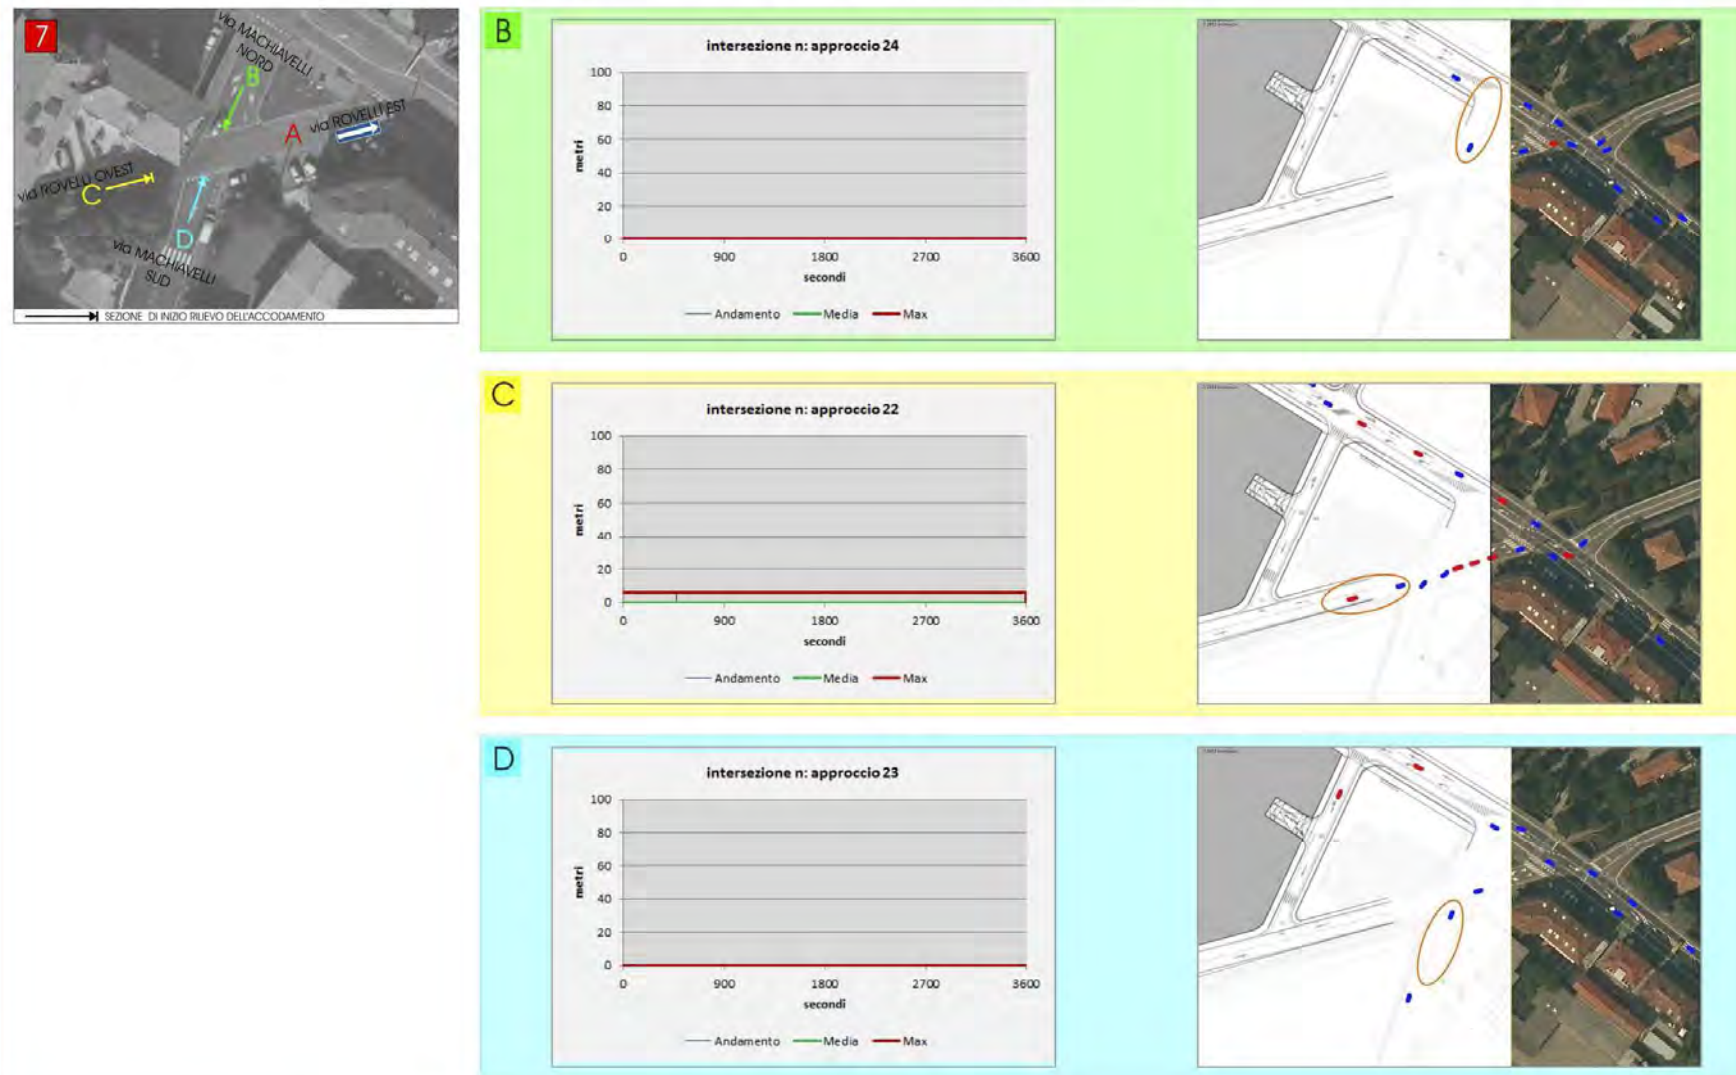 7
via MACHIAVELLI
NORD
B
A
via ROVELLI EST
via ROVELLI OVEST
C
D
via MACHIAVELLI
SUD
SEZIONE DI INIZIO RILIEVO DELL'ACCODAMENTO
B
intersezione n: approccio 24
100
80
60
40
20
0
metri
0 900 1800 2700 3600
secondi
Andamento Media Max
C
intersezione n: approccio 22
100
80
60
40
20
0
metri
0 900 1800 2700 3600
secondi
Andamento Media Max
D
intersezione n: approccio 23
100
80
60
40
20
0
metri
0 900 1800 2700 3600
secondi
Andamento Media Max